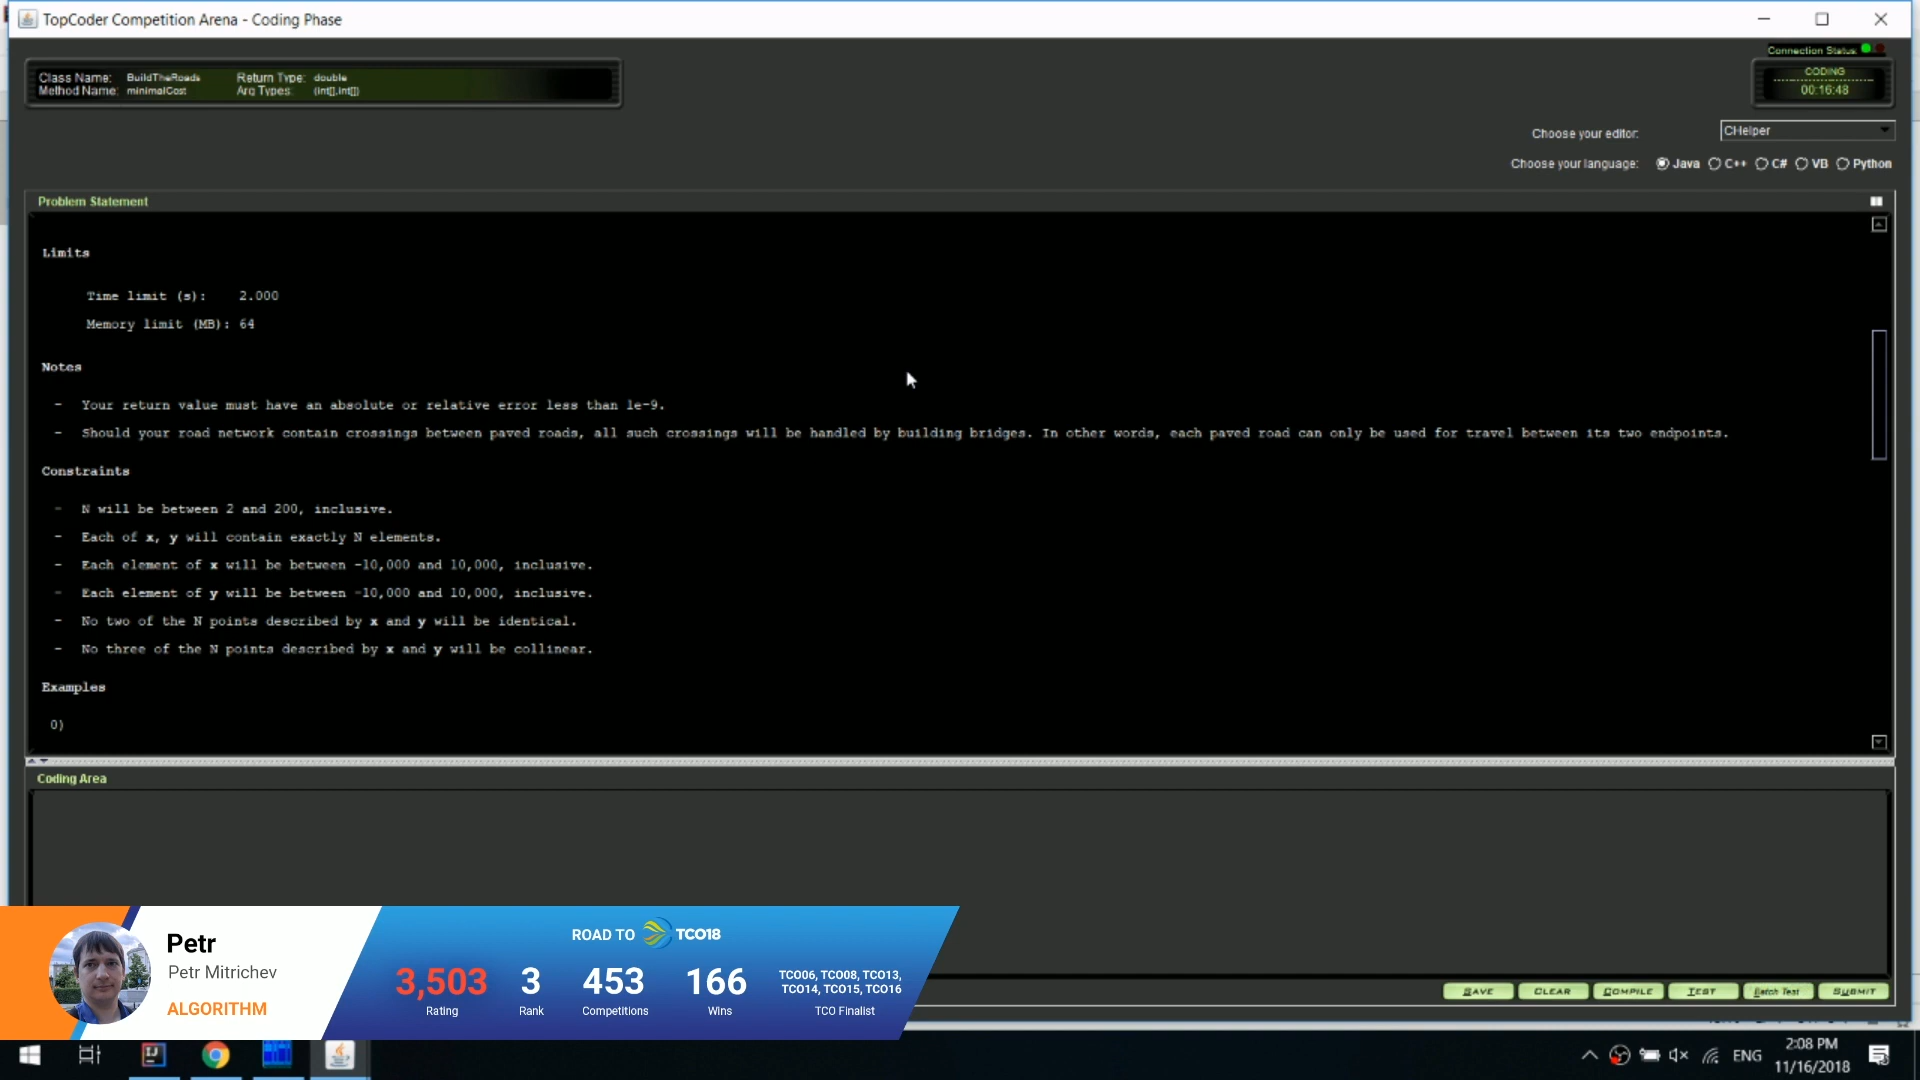 TopCoder Competition Arena - Coding Phase
Connection Status:
Class Name: BuildTheRoads Return Type: double
Method Name: minimalCost Arg Types: (int[],int[])
CODING
00:16:48
Choose your editor: CHelper
Choose your language: Java C++ C# VB Python
Problem Statement
Limits
Time limit (s): 2.000
Memory limit (MB): 64
Notes
- Your return value must have an absolute or relative error less than 1e-9.
- Should your road network contain crossings between paved roads, all such crossings will be handled by building bridges. In other words, each paved road can only be used for travel between its two endpoints.
Constraints
- N will be between 2 and 200, inclusive.
- Each of x, y will contain exactly N elements.
- Each element of x will be between -10,000 and 10,000, inclusive.
- Each element of y will be between -10,000 and 10,000, inclusive.
- No two of the N points described by x and y will be identical.
- No three of the N points described by x and y will be collinear.
Examples
0)
Coding Area
SAVE CLEAR COMPILE TEST Batch Test SUBMIT
Petr
Petr Mitrichev
ALGORITHM
ROAD TO TCO18
3,503 3 453 166
TCO06, TCO08, TCO13,
TCO14, TCO15, TCO16
Rating Rank Competitions Wins TCO Finalist
ENG
2:08 PM
11/16/2018